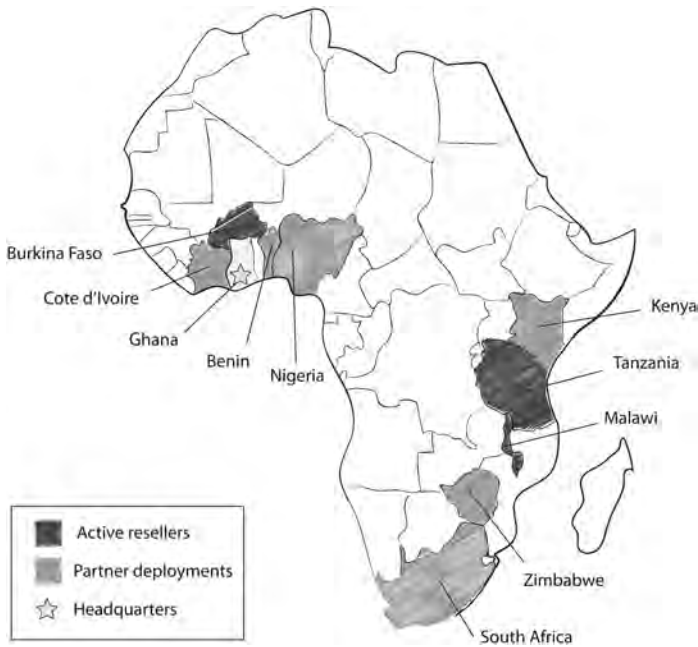 Burkina Faso
Cote d'Ivoire
Ghana
Benin
Nigeria
Kenya
Tanzania
Malawi
Zimbabwe
South Africa
Active resellers
Partner deployments
Headquarters